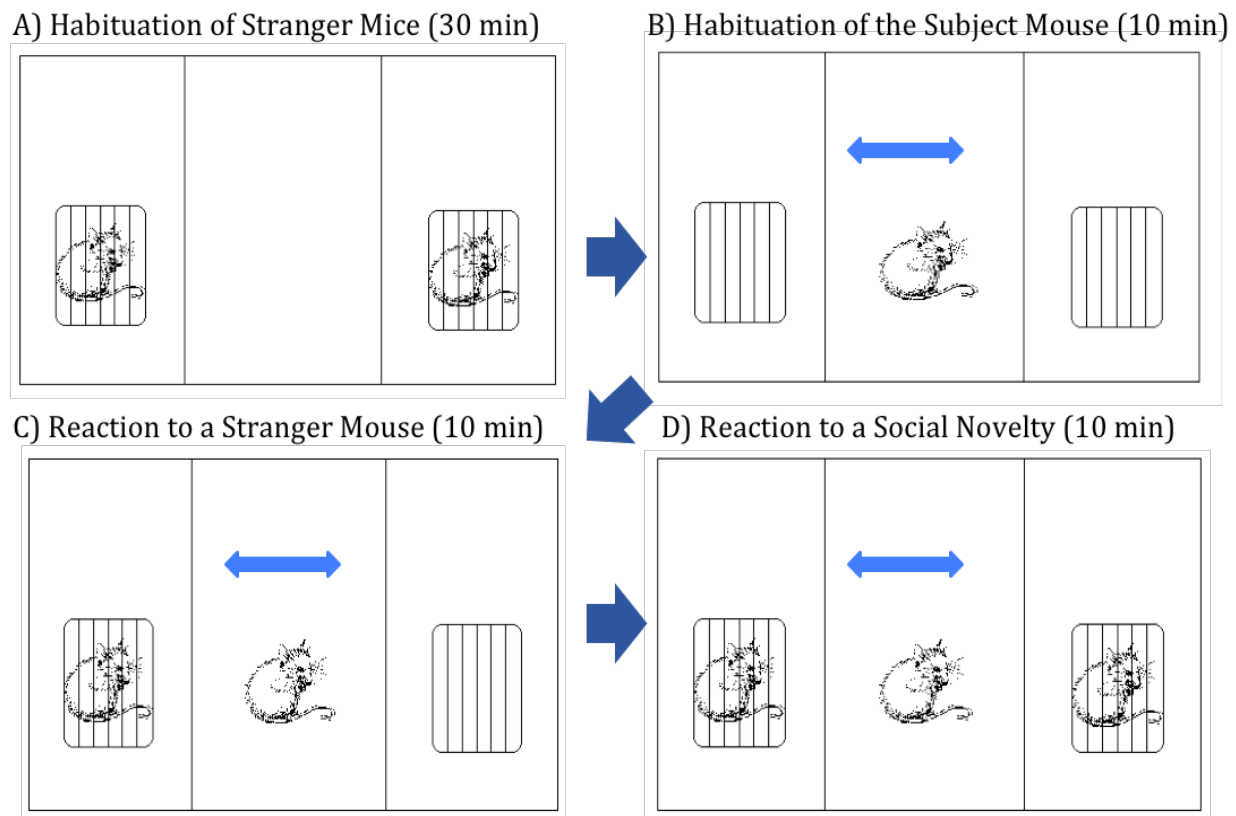 A) Habituation of Stranger Mice (30 min)
B) Habituation of the Subject Mouse (10 min)
C) Reaction to a Stranger Mouse (10 min)
D) Reaction to a Social Novelty (10 min)